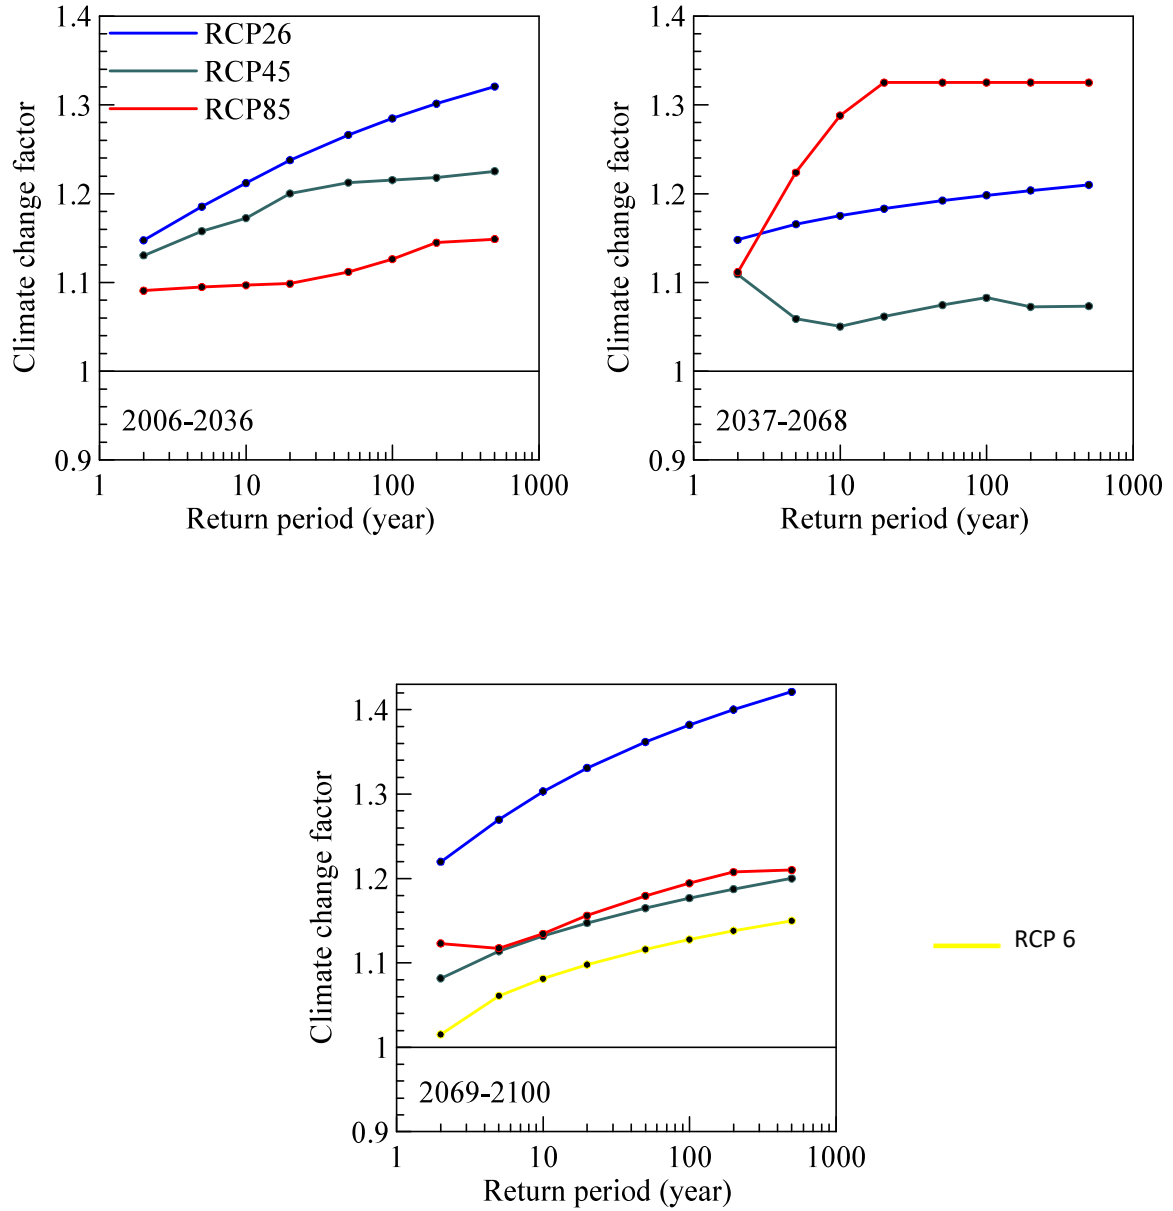 1.4
RCP26
RCP45
RCP85
1.3
1.2
1.1
1
0.9
Climate change factor
2006-2036
1 10 100 1000
Return period (year)
1.4
1.3
1.2
1.1
1
0.9
Climate change factor
2037-2068
1 10 100 1000
Return period (year)
1.4
1.3
1.2
1.1
1
0.9
Climate change factor
2069-2100
1 10 100 1000
Return period (year)
RCP 6